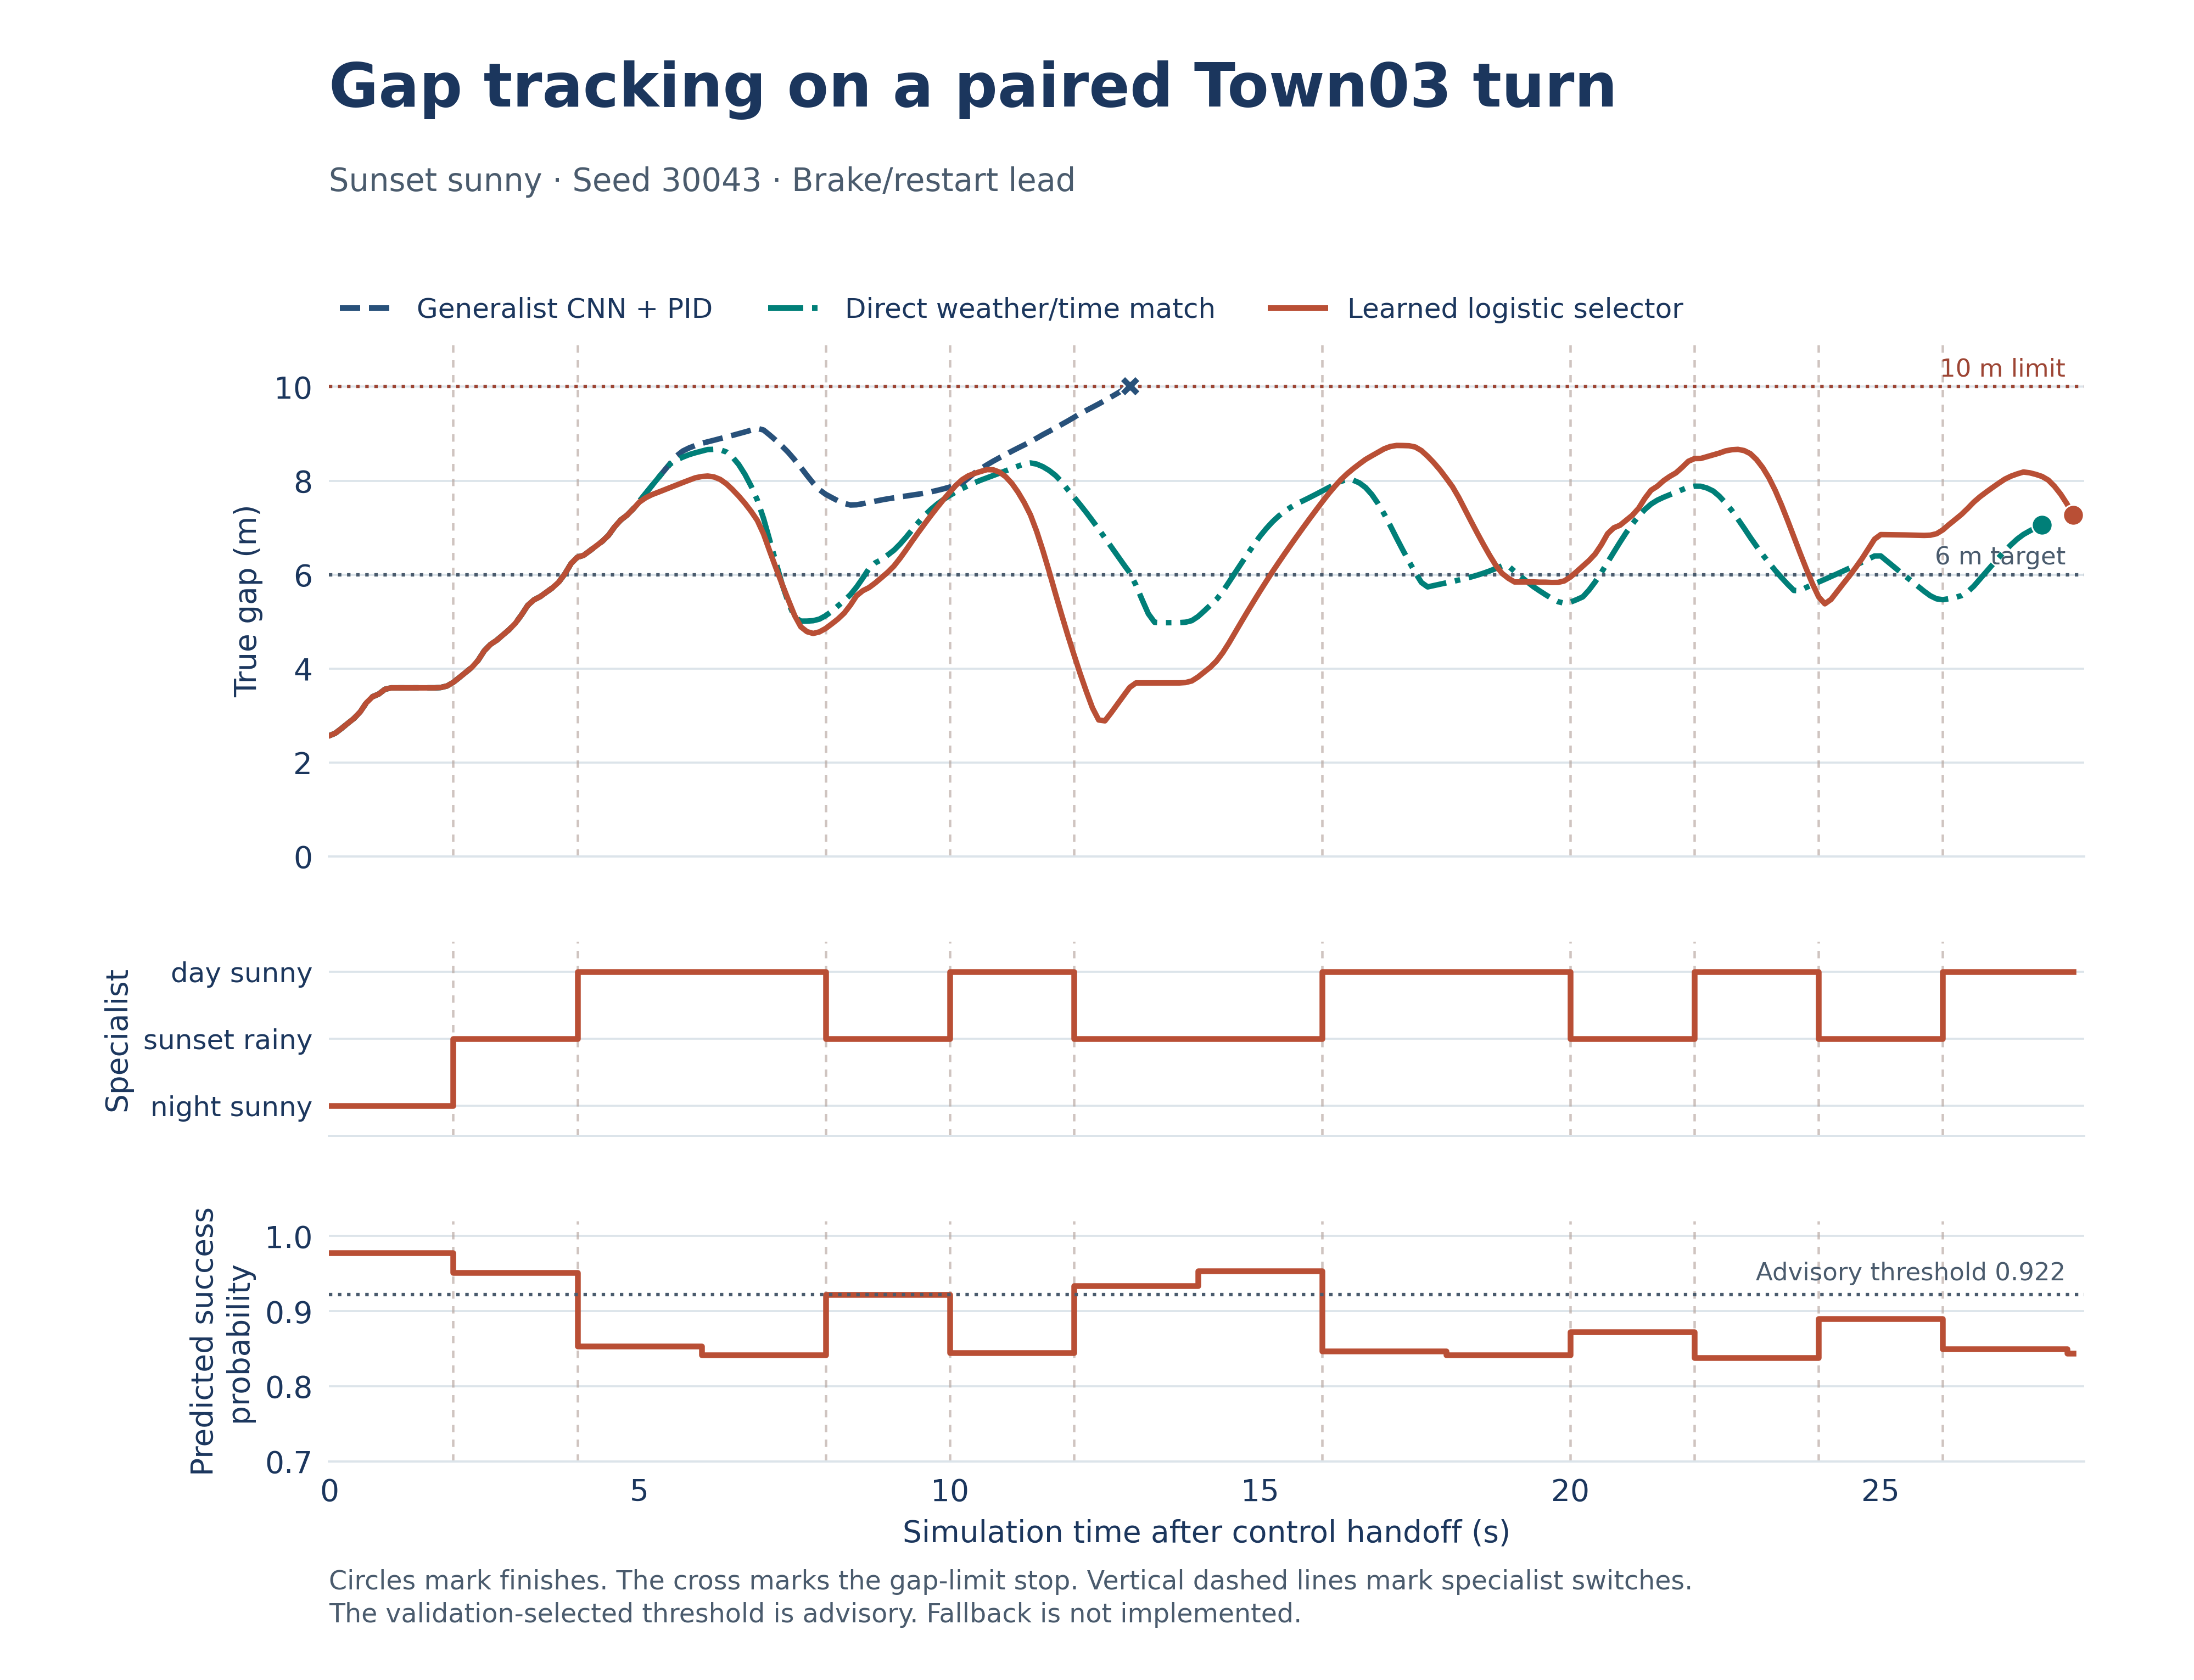 Gap tracking on a paired Town03 turn
Sunset sunny · Seed 30043 · Brake/restart lead
Generalist CNN + PID
Direct weather/time match
Learned logistic selector
True gap (m)
10
8
6
4
2
0
10 m limit
6 m target
Specialist
day sunny
sunset rainy
night sunny
Predicted success
probability
1.0
0.9
0.8
0.7
Advisory threshold 0.922
0 5 10 15 20 25
Simulation time after control handoff (s)
Circles mark finishes. The cross marks the gap-limit stop. Vertical dashed lines mark specialist switches.
The validation-selected threshold is advisory. Fallback is not implemented.